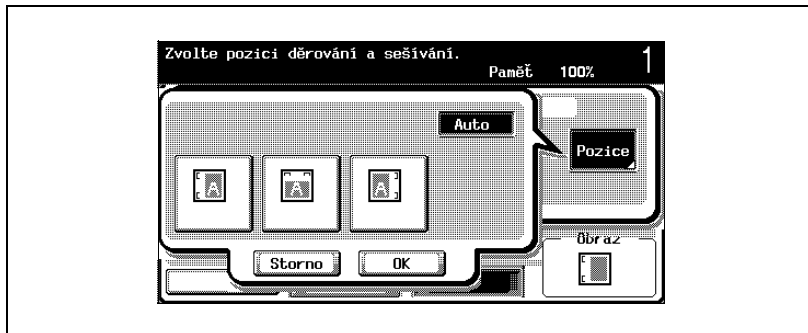 Zvolte pozici děrování a sešívání.
Paměť 100% 1
Auto
Pozice
A A A
Obraz
Storno OK